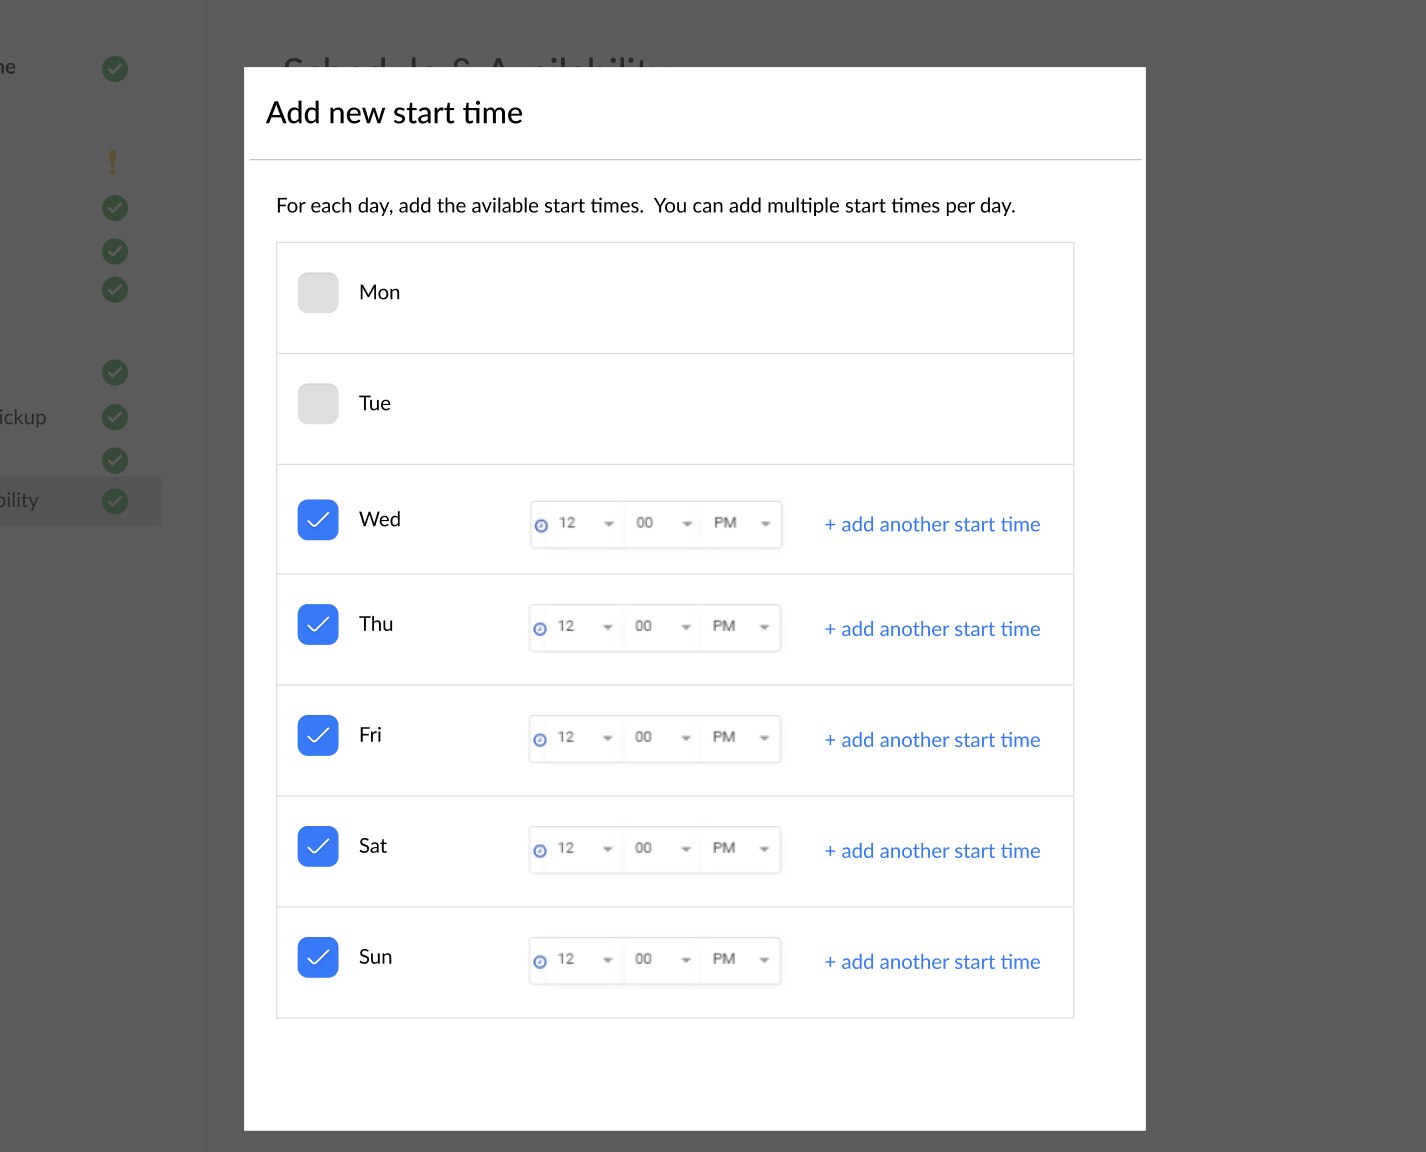 Schedule & Availability
Add new start time
For each day, add the avilable start times.  You can add multiple start times per day.
Mon
Tue
Wed 12 00 PM + add another start time
Thu 12 00 PM + add another start time
Fri 12 00 PM + add another start time
Sat 12 00 PM + add another start time
Sun 12 00 PM + add another start time
ickup
bility